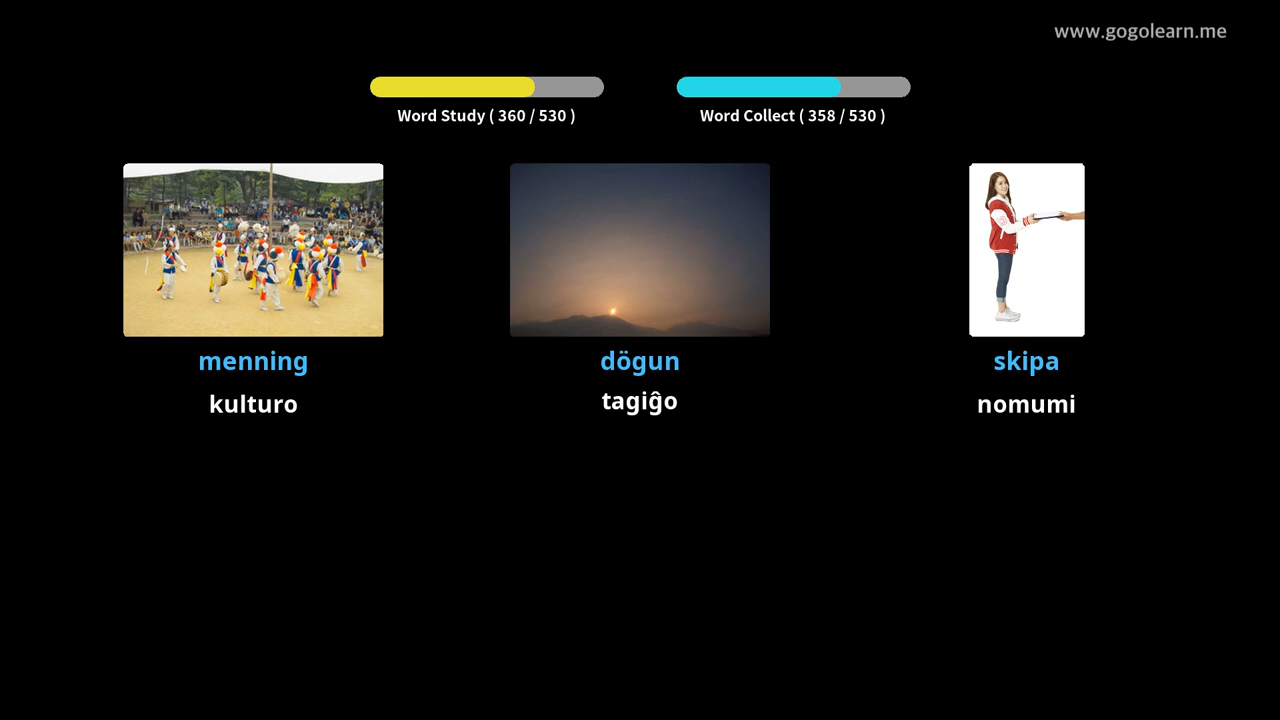 www.gogolearn.me
Word Study ( 360 / 530 )
Word Collect ( 358 / 530 )
menning
dögun
skipa
kulturo
tagiĝo
nomumi